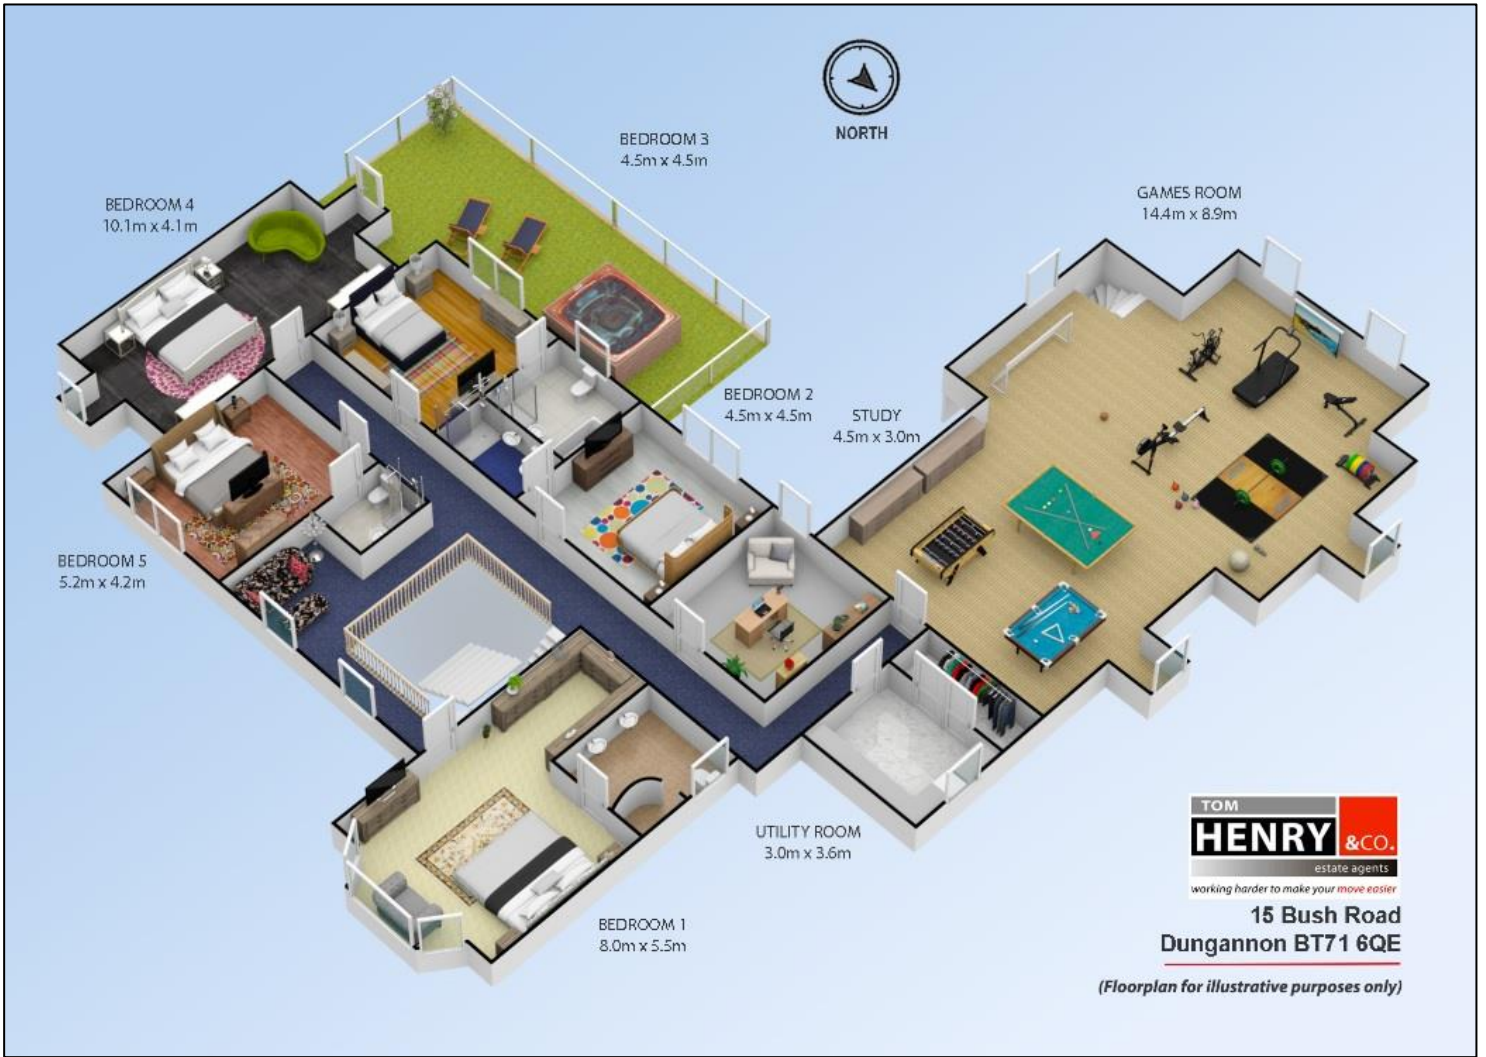 NORTH
BEDROOM 3
4.5m x 4.5m
BEDROOM 4
10.1m x 4.1m
GAMES ROOM
14.4m x 8.9m
BEDROOM 2
4.5m x 4.5m
STUDY
4.5m x 3.0m
BEDROOM 5
5.2m x 4.2m
UTILITY ROOM
3.0m x 3.6m
BEDROOM 1
8.0m x 5.5m
TOM
HENRY &CO.
estate agents
working harder to make your move easier
15 Bush Road
Dungannon BT71 6QE
(Floorplan for illustrative purposes only)